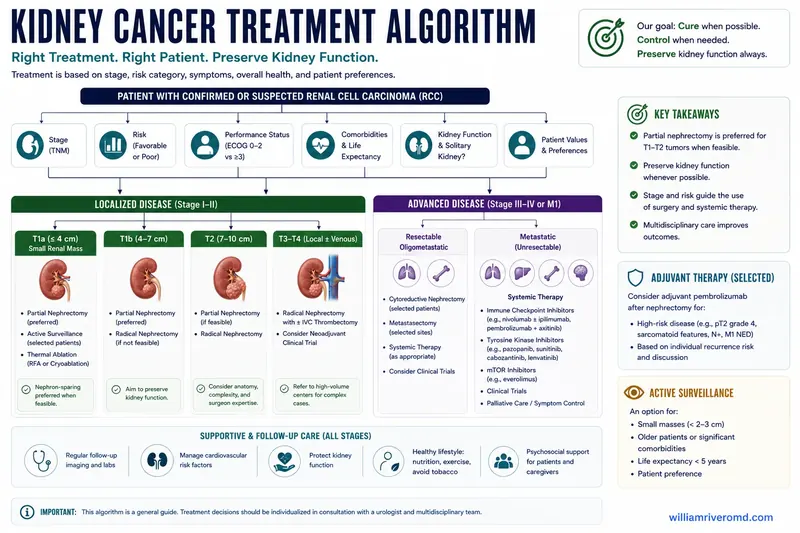 KIDNEY CANCER TREATMENT ALGORITHM
Right Treatment. Right Patient. Preserve Kidney Function.
Treatment is based on stage, risk category, symptoms, overall health, and patient preferences.
Our goal: Cure when possible.
Control when needed.
Preserve kidney function always.
PATIENT WITH CONFIRMED OR SUSPECTED RENAL CELL CARCINOMA (RCC)
Stage
(TNM)
Risk
(Favorable
or Poor)
Performance Status
(ECOG 0–2
vs ≥3)
Comorbidities
& Life
Expectancy
Kidney Function
& Solitary
Kidney?
Patient Values
& Preferences
LOCALIZED DISEASE (Stage I–II)
T1a (≤ 4 cm)
Small Renal Mass
• Partial Nephrectomy
(preferred)
• Active Surveillance
(selected patients)
• Thermal Ablation
(RFA or Cryoablation)
Nephron-sparing
preferred when
feasible.
T1b (4–7 cm)
• Partial Nephrectomy
(preferred)
• Radical Nephrectomy
(if not feasible)
Aim to preserve
kidney function.
T2 (7–10 cm)
• Partial Nephrectomy
(if feasible)
• Radical Nephrectomy
Consider anatomy,
complexity, and
surgeon expertise.
T3–T4 (Local ± Venous)
• Radical Nephrectomy
with ± IVC Thrombectomy
• Consider Neoadjuvant
Clinical Trial
Refer to high-volume
centers for complex
cases.
ADVANCED DISEASE (Stage III–IV or M1)
Resectable
Oligometastatic
• Cytoreductive Nephrectomy
(selected patients)
• Metastasectomy
(selected sites)
• Systemic Therapy
(as appropriate)
• Consider Clinical Trials
Metastatic
(Unresectable)
Systemic Therapy
• Immune Checkpoint Inhibitors
(e.g., nivolumab ± ipilimumab,
pembrolizumab + axitinib)
• Tyrosine Kinase Inhibitors
(e.g., pazopanib, sunitinib,
cabozantinib, lenvatinib)
• mTOR Inhibitors
(e.g., everolimus)
• Clinical Trials
• Palliative Care / Symptom Control
SUPPORTIVE & FOLLOW-UP CARE (ALL STAGES)
Regular follow-up
imaging and labs
Manage cardiovascular
risk factors
Protect kidney
function
Healthy lifestyle:
nutrition, exercise,
avoid tobacco
Psychosocial support
for patients and
caregivers
IMPORTANT: This algorithm is a general guide. Treatment decisions should be individualized in consultation with a urologist and multidisciplinary team.
KEY TAKEAWAYS
Partial nephrectomy is preferred for
T1–T2 tumors when feasible.
Preserve kidney function
whenever possible.
Stage and risk guide the use
of surgery and systemic therapy.
Multidisciplinary care improves
outcomes.
ADJUVANT THERAPY (SELECTED)
Consider adjuvant pembrolizumab
after nephrectomy for:
• High-risk disease (e.g., pT2 grade 4,
sarcomatoid features, N+, M1 NED)
• Based on individual recurrence risk
and discussion
ACTIVE SURVEILLANCE
An option for:
• Small masses (< 2–3 cm)
• Older patients or significant
comorbidities
• Life expectancy < 5 years
• Patient preference
williamriveromd.com